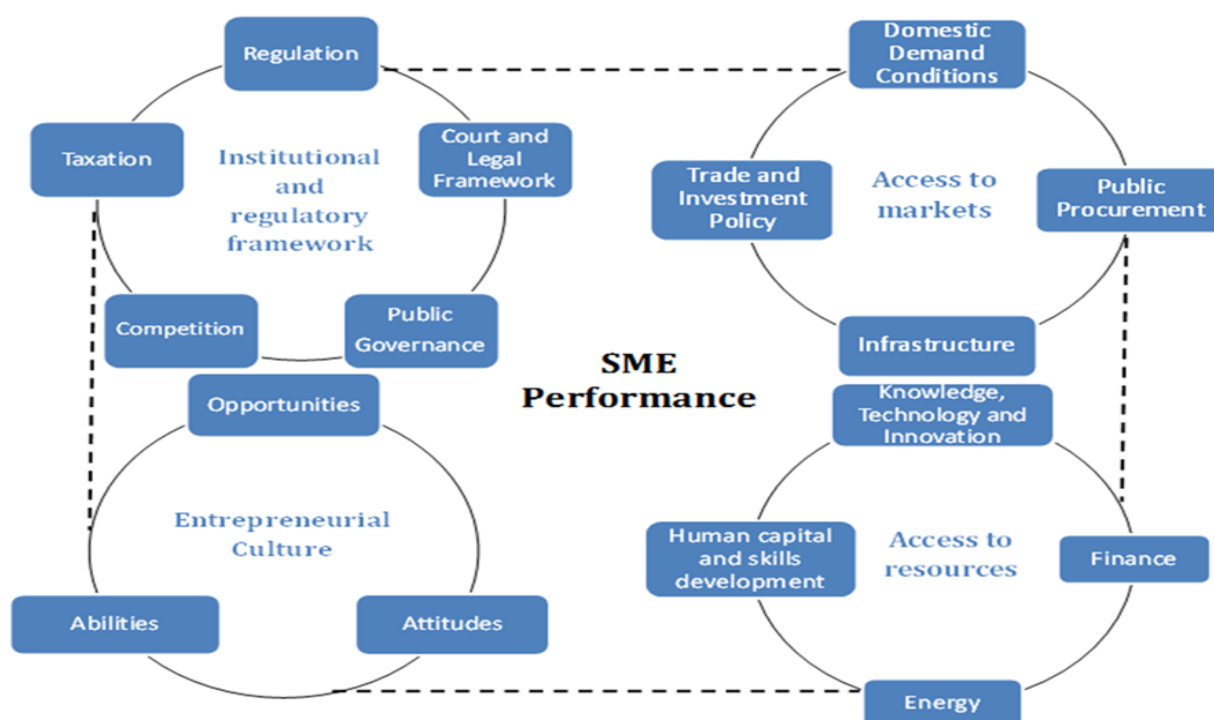 Regulation
Taxation
Institutional
and
regulatory
framework
Court and
Legal
Framework
Competition
Public
Governance
Domestic
Demand
Conditions
Trade and
Investment
Policy
Access to
markets
Public
Procurement
Infrastructure
SME
Performance
Opportunities
Entrepreneurial
Culture
Abilities
Attitudes
Knowledge,
Technology and
Innovation
Human capital
and skills
development
Access to
resources
Finance
Energy